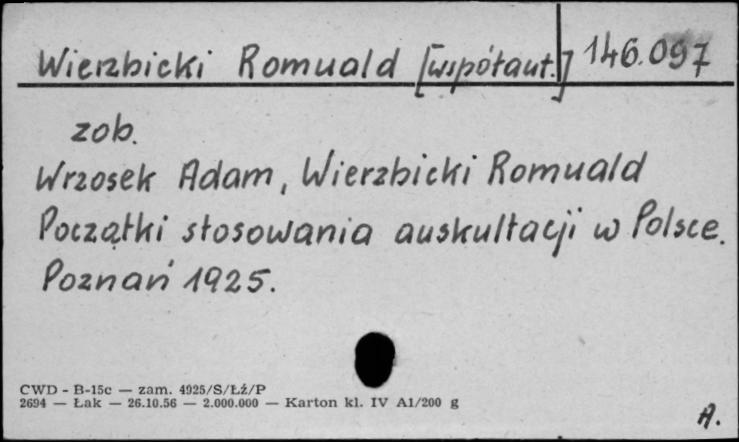 Wierzbicki Romuald [współaut.] 146.097
zob.
Wrzosek Adam, Wierzbicki Romuald
Początki stosowania auskultacji w Polsce.
Poznań 1925.
CWD - B-15c — zam. 4925/S/Łź/P
2694 — Łak — 26.10.56 — 2.000.000 — Karton kl. IV A1/200 g
A.